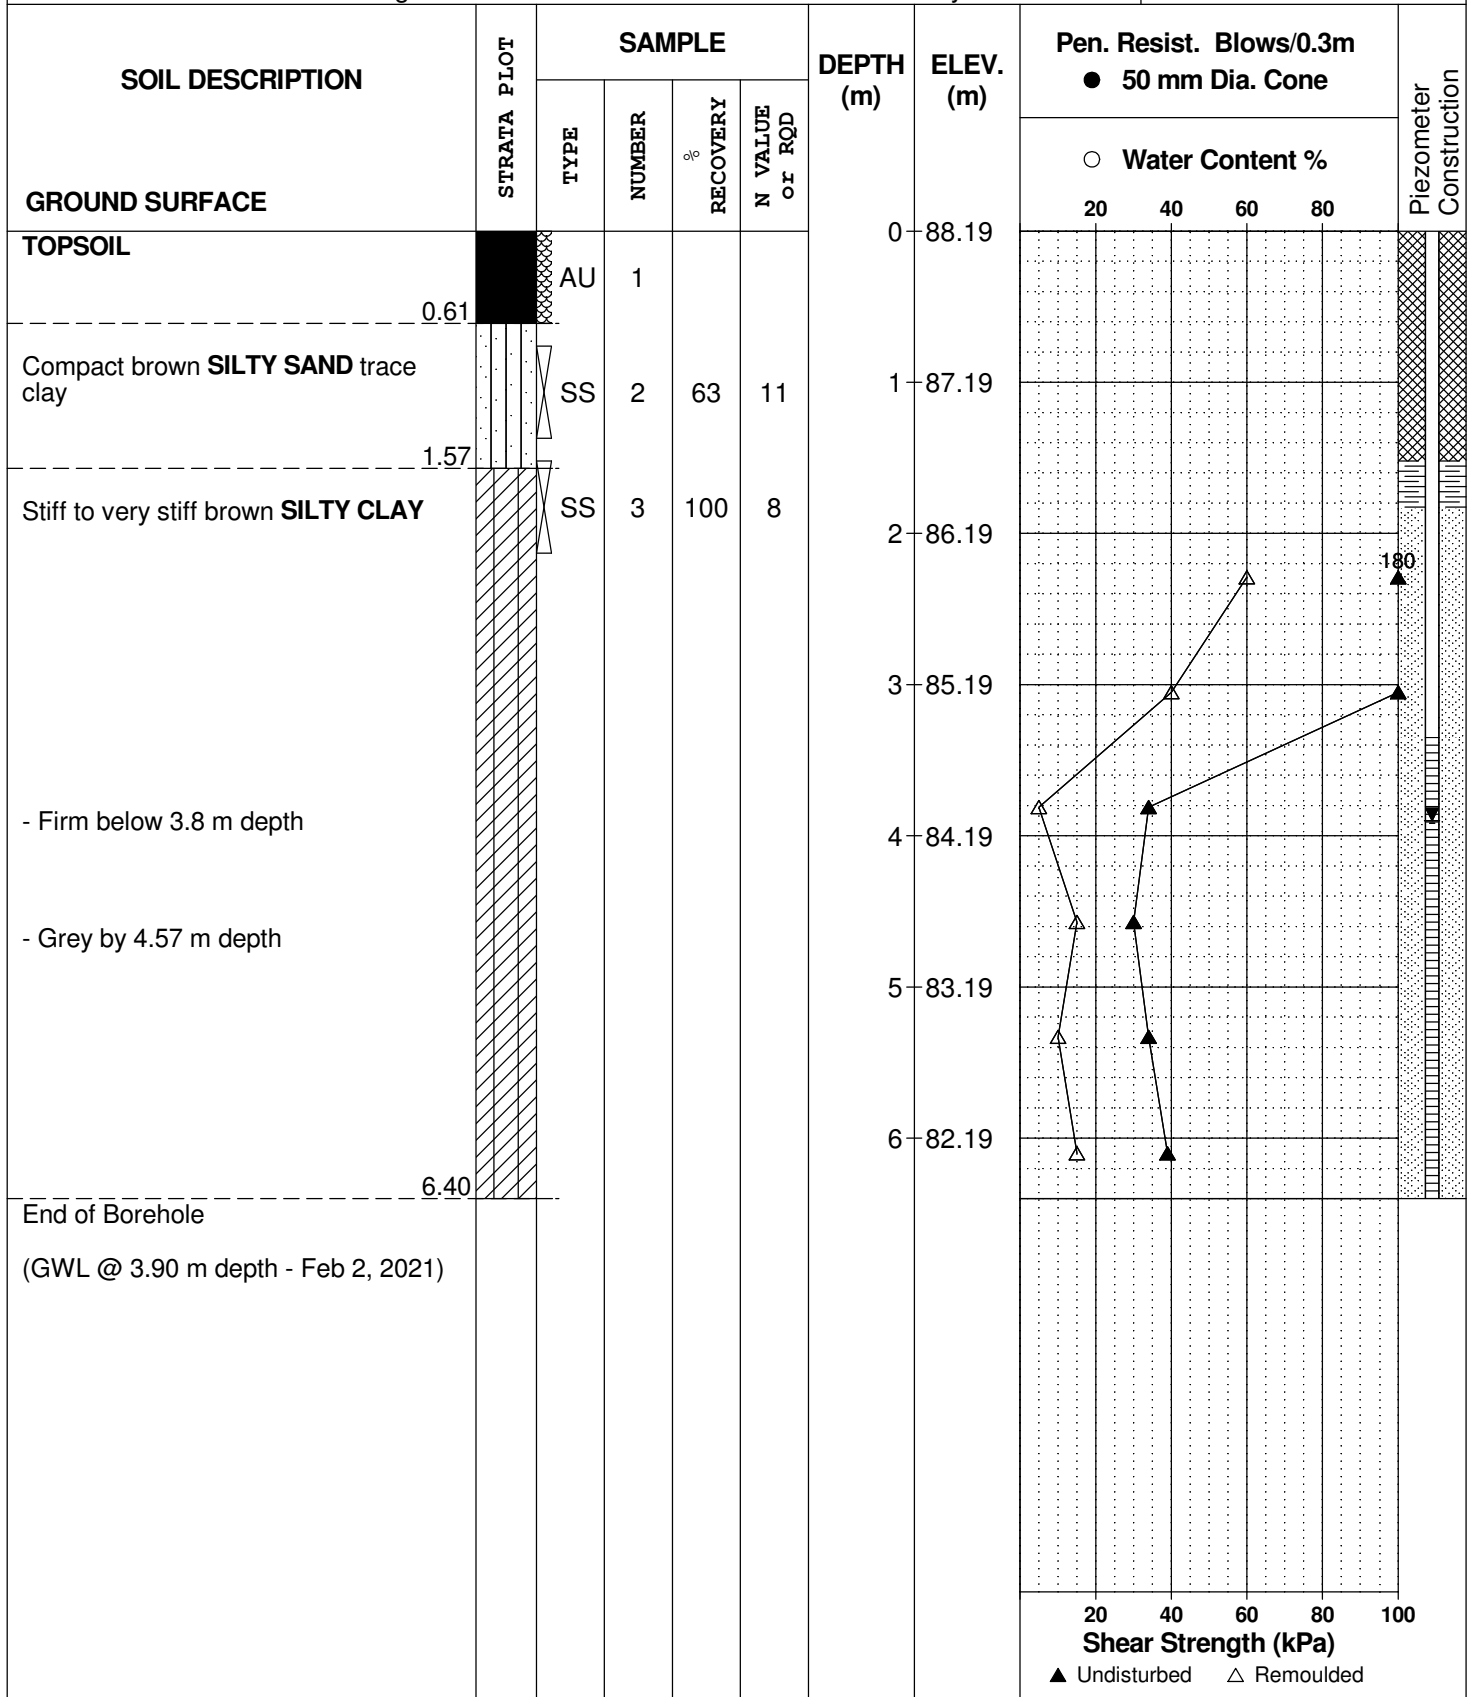 SOIL DESCRIPTION
GROUND SURFACE
STRATA PLOT
SAMPLE
TYPE
NUMBER
% RECOVERY
N VALUE or RQD
DEPTH (m)
ELEV. (m)
Pen. Resist. Blows/0.3m
● 50 mm Dia. Cone
○ Water Content %
20 40 60 80
Piezometer Construction
TOPSOIL
0.61
AU 1
0 88.19
Compact brown SILTY SAND trace
clay
1.57
SS 2 63 11
1 87.19
Stiff to very stiff brown SILTY CLAY
SS 3 100 8
2 86.19
180
3 85.19
- Firm below 3.8 m depth
4 84.19
- Grey by 4.57 m depth
5 83.19
6 82.19
6.40
End of Borehole
(GWL @ 3.90 m depth - Feb 2, 2021)
20 40 60 80 100
Shear Strength (kPa)
▲ Undisturbed △ Remoulded